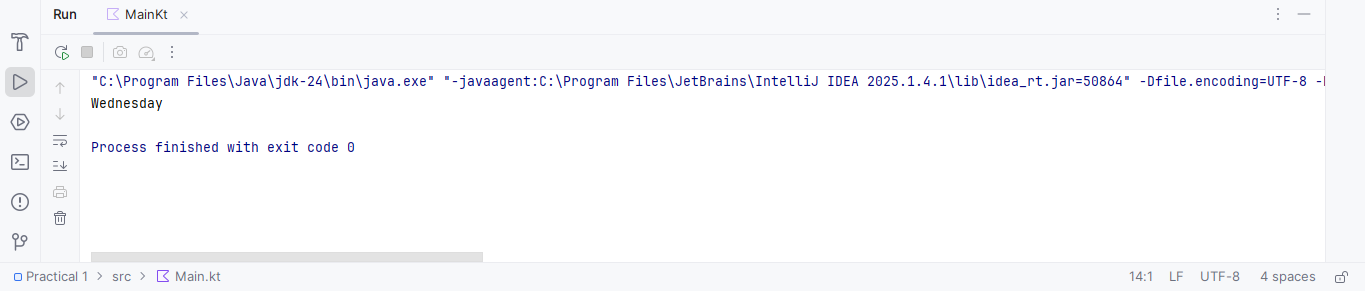 Run MainKt
"C:\Program Files\Java\jdk-24\bin\java.exe" "-javaagent:C:\Program Files\JetBrains\IntelliJ IDEA 2025.1.4.1\lib\idea_rt.jar=50864" -Dfile.encoding=UTF-8 -
Wednesday
Process finished with exit code 0
Practical 1 > src > Main.kt 14:1 LF UTF-8 4 spaces